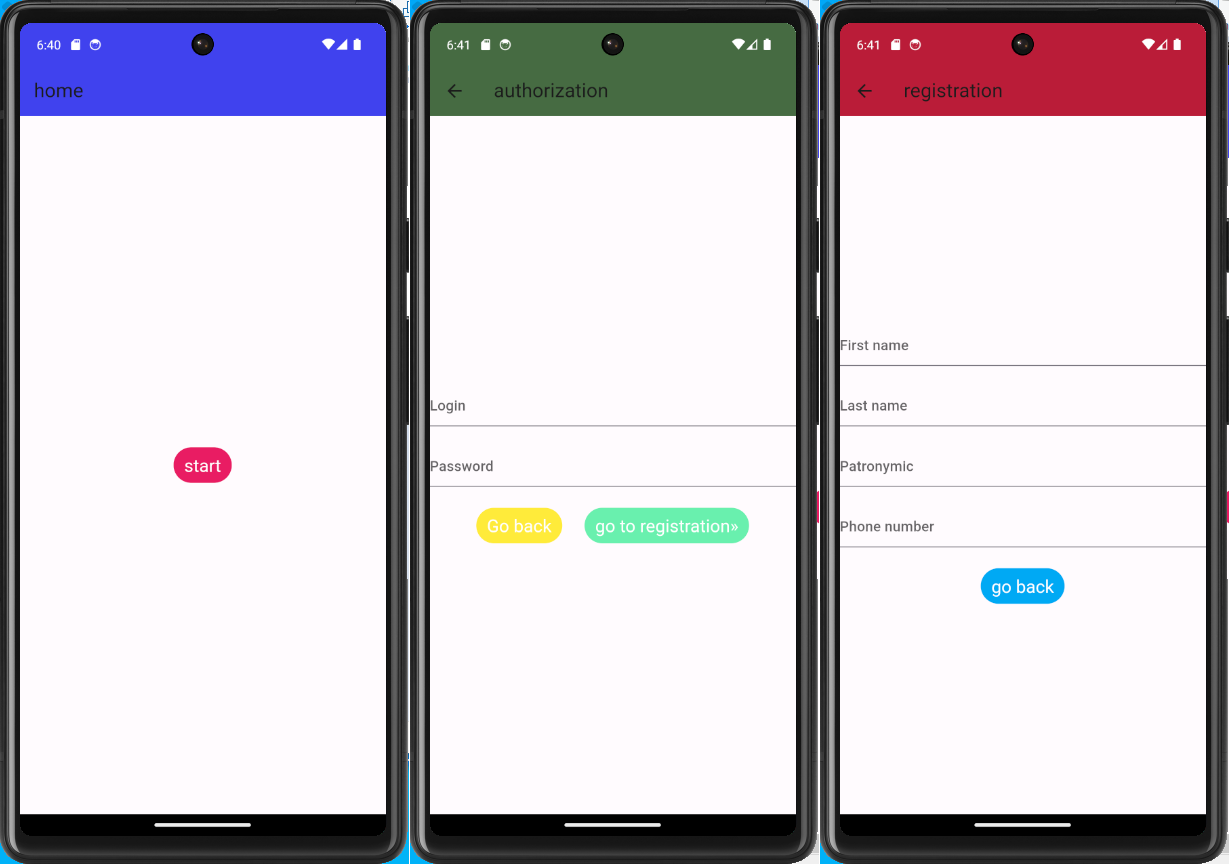 6:40
home
start
6:41
authorization
Login
Password
Go back
go to registration»
6:41
registration
First name
Last name
Patronymic
Phone number
go back